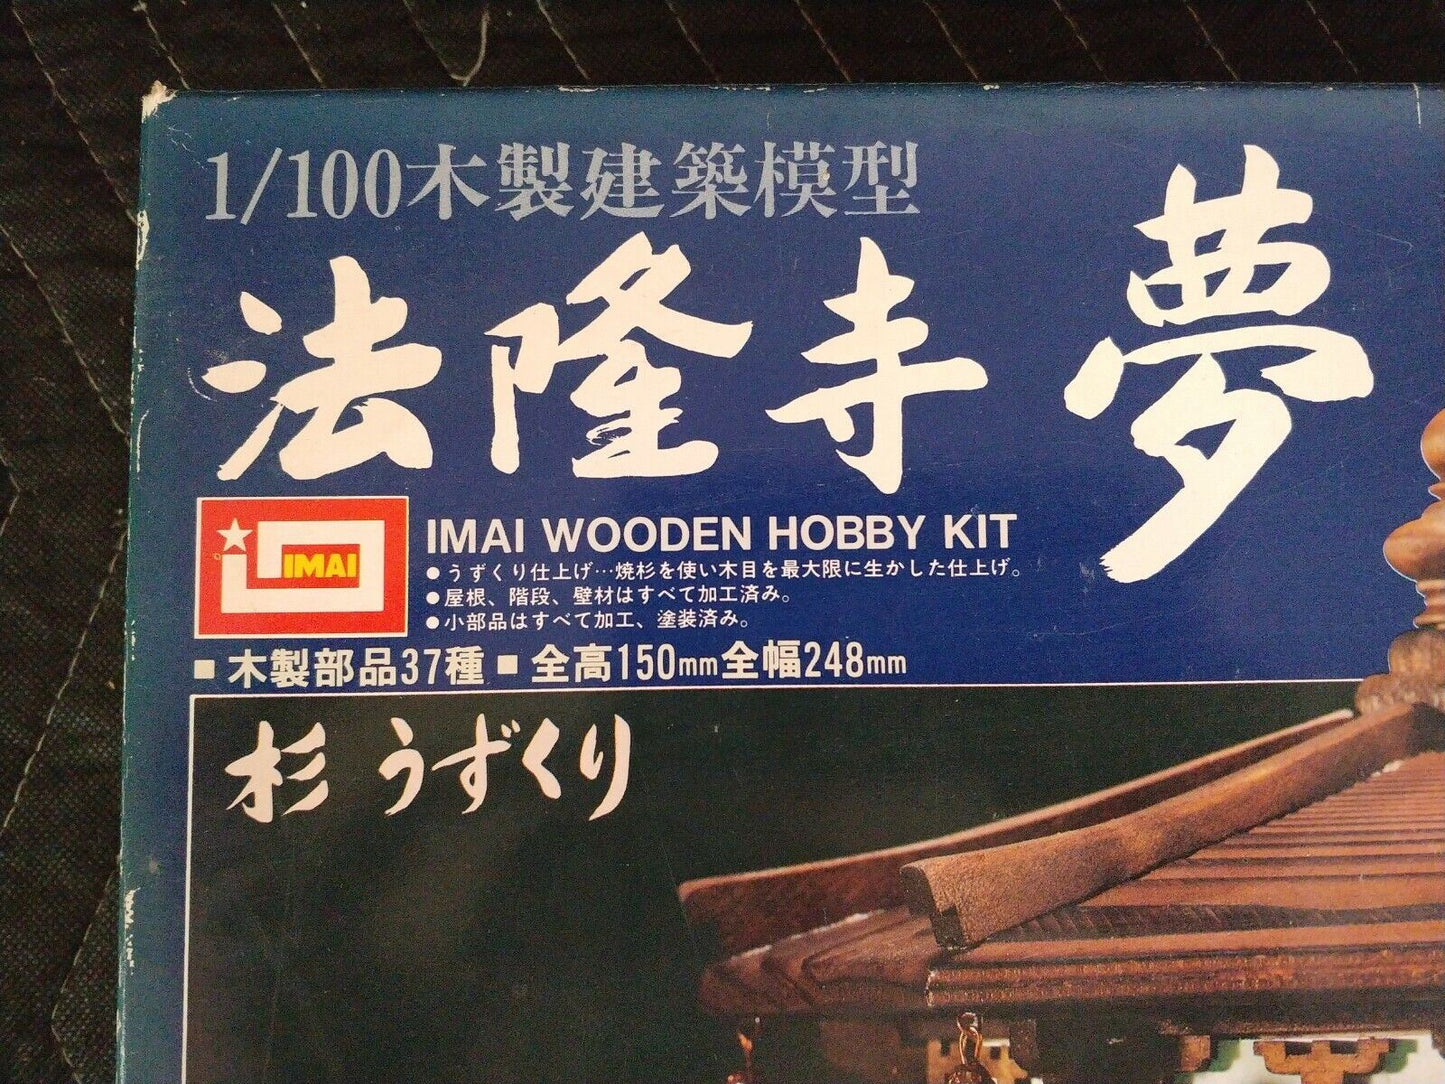 1/100木製建築模型
法隆寺夢
IMAI
IMAI WOODEN HOBBY KIT
●うずくり仕上げ…焼杉を使い木目を最大限に生かした仕上げ。
●屋根、階段、壁材はすべて加工済み。
●小部品はすべて加工、塗装済み。
■木製部品37種■全高150mm全幅248mm
杉 うずくり